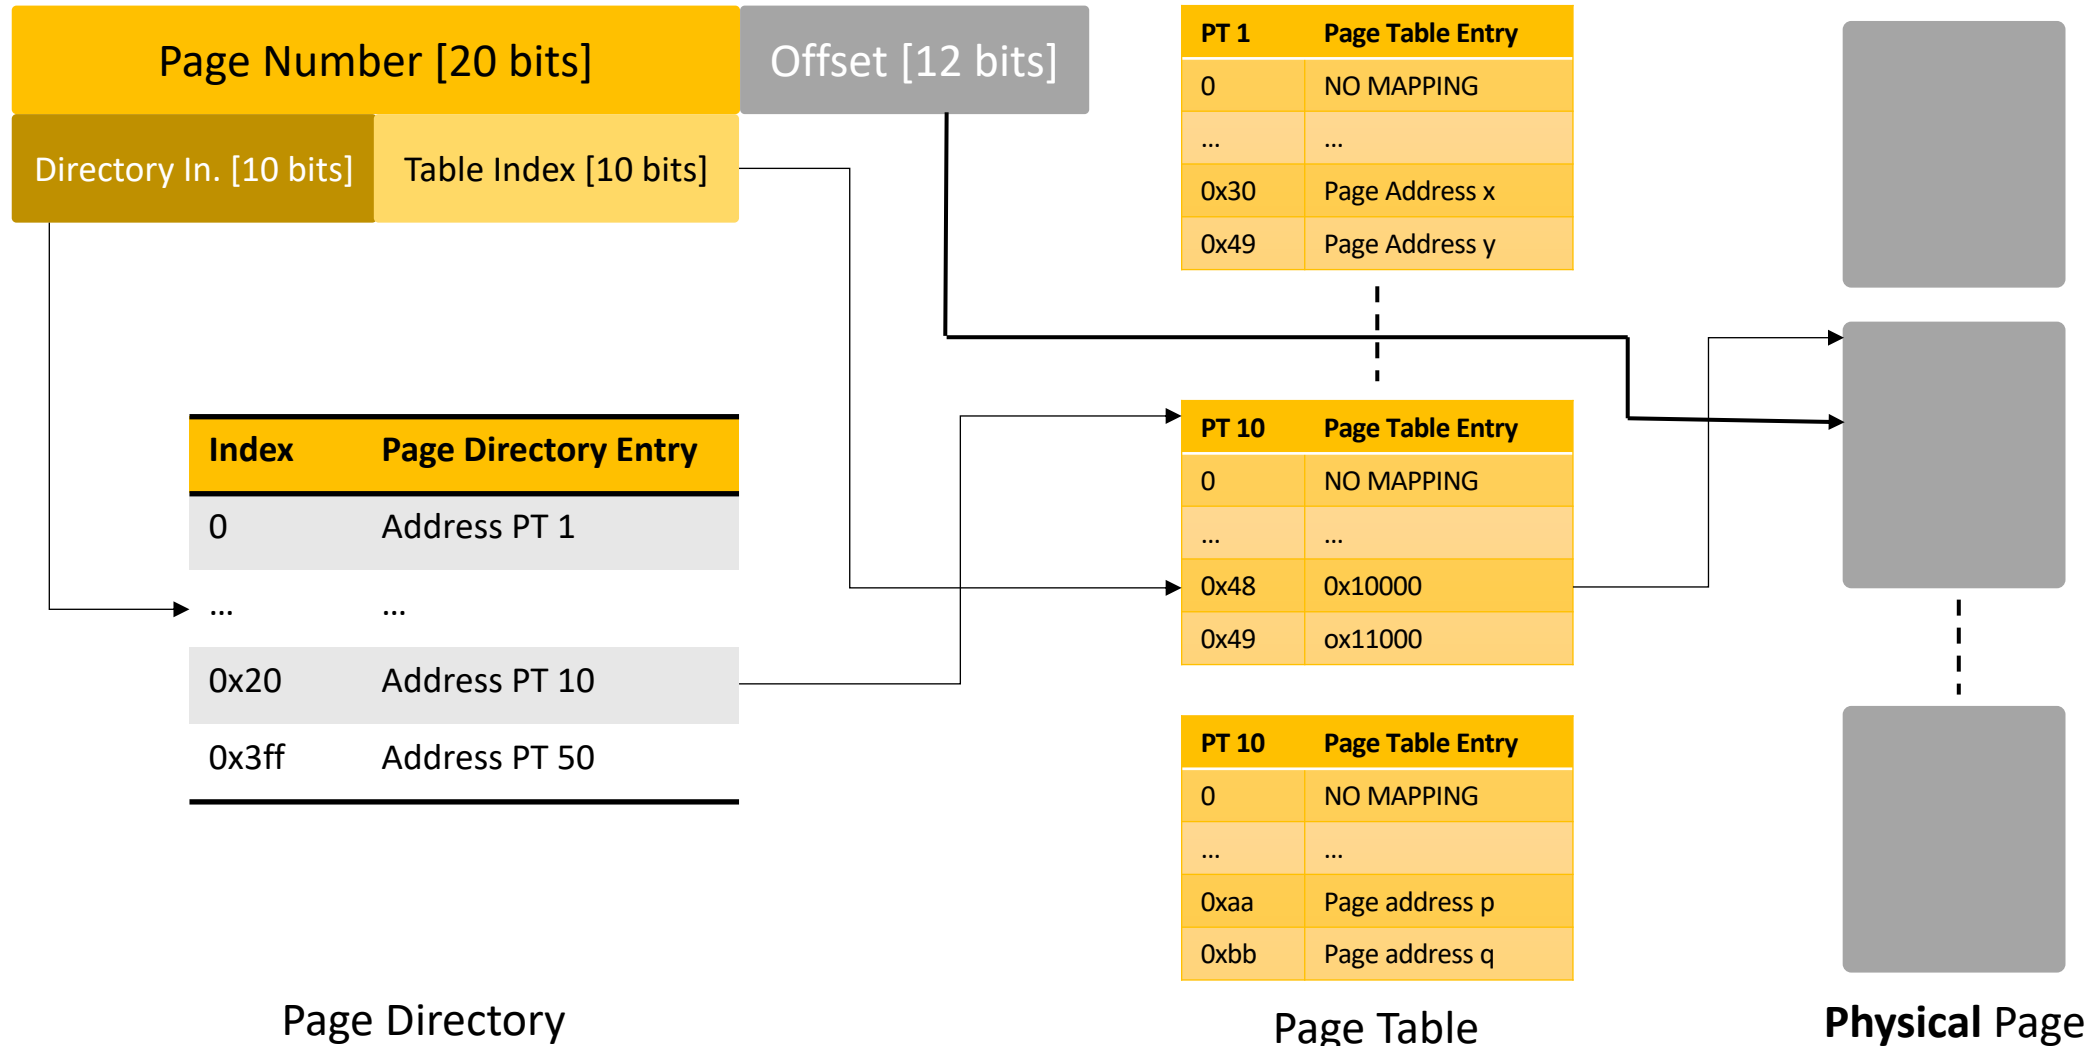 Page Number [20 bits]
Offset [12 bits]
Directory In. [10 bits]
Table Index [10 bits]
PT 1 Page Table Entry
0 NO MAPPING
... ...
0x30 Page Address x
0x49 Page Address y
Index Page Directory Entry
0 Address PT 1
... ...
0x20 Address PT 10
0x3ff Address PT 50
PT 10 Page Table Entry
0 NO MAPPING
... ...
0x48 0x10000
0x49 ox11000
PT 10 Page Table Entry
0 NO MAPPING
... ...
0xaa Page address p
0xbb Page address q
Page Directory
Page Table
Physical Page